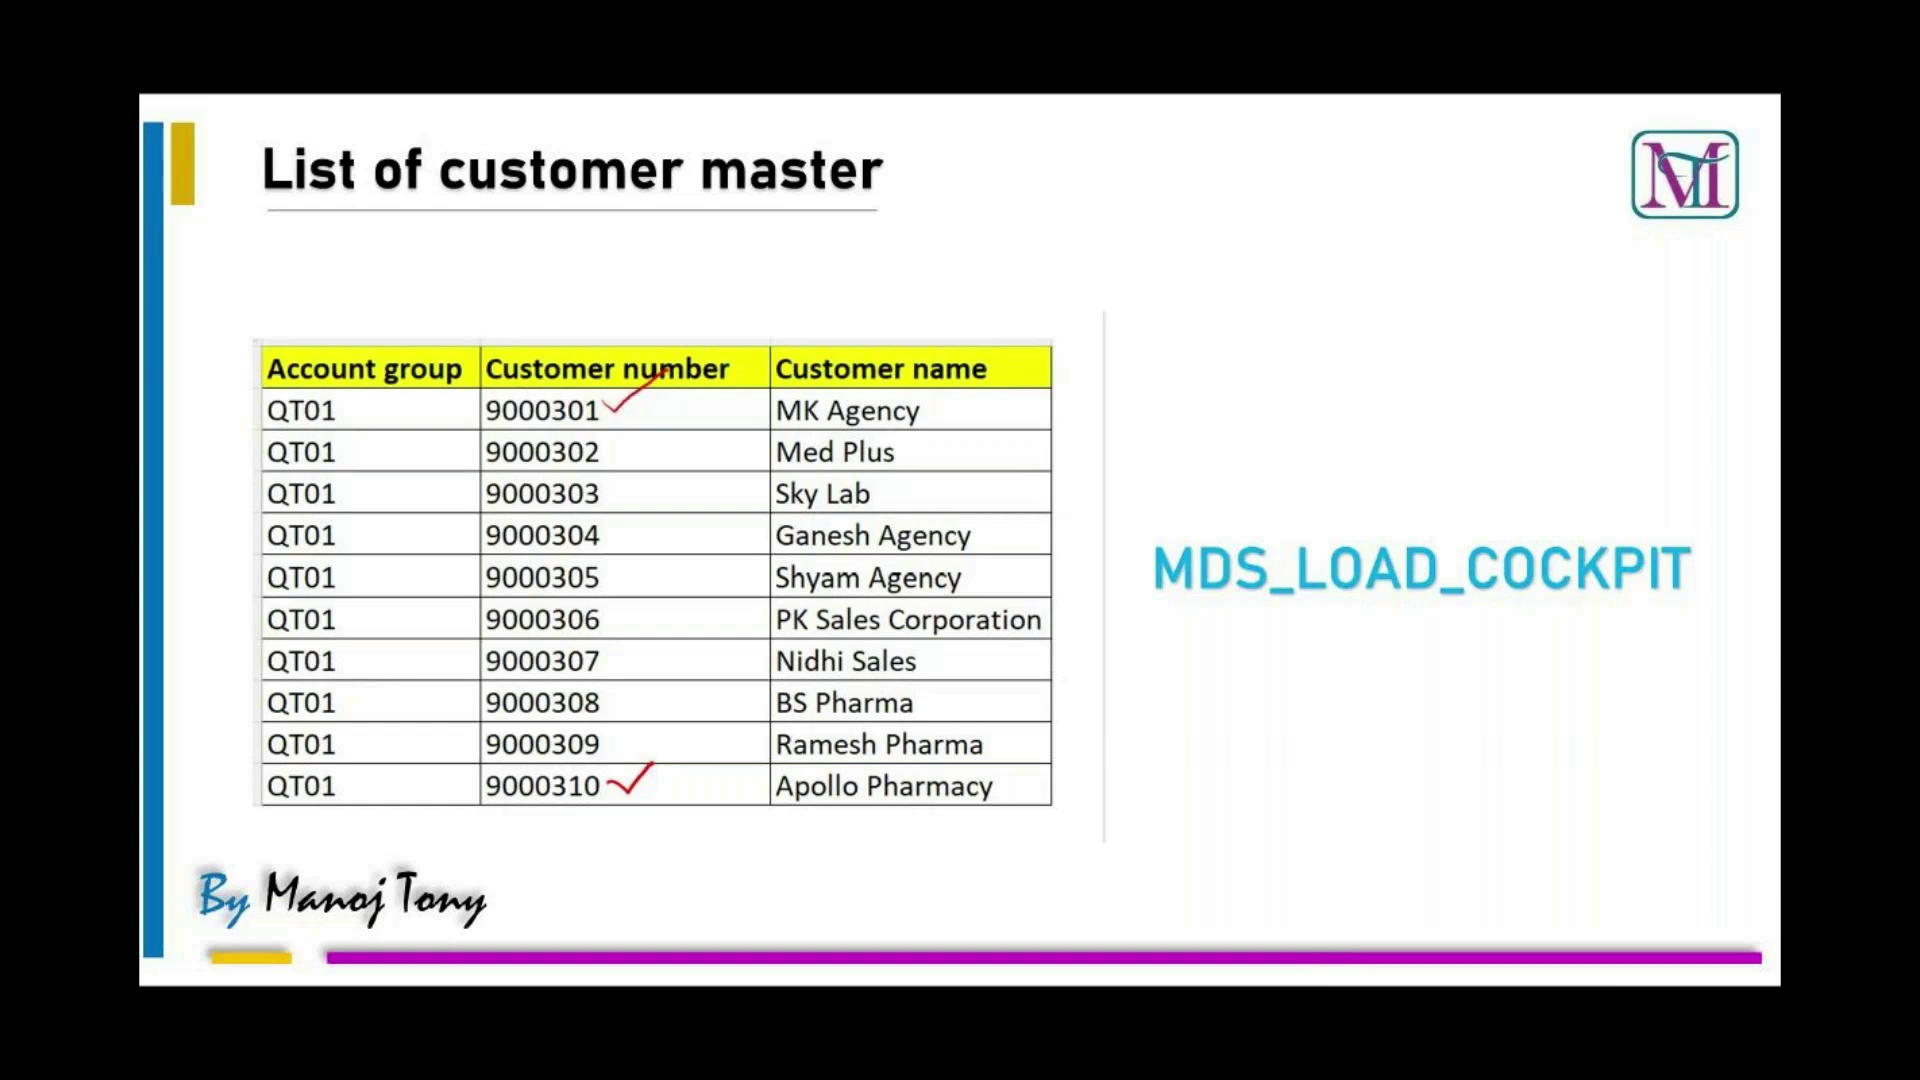 List of customer master
MT
Account group Customer number Customer name
QT01 9000301 MK Agency
QT01 9000302 Med Plus
QT01 9000303 Sky Lab
QT01 9000304 Ganesh Agency
QT01 9000305 Shyam Agency
QT01 9000306 PK Sales Corporation
QT01 9000307 Nidhi Sales
QT01 9000308 BS Pharma
QT01 9000309 Ramesh Pharma
QT01 9000310 Apollo Pharmacy
MDS_LOAD_COCKPIT
By Manoj Tony